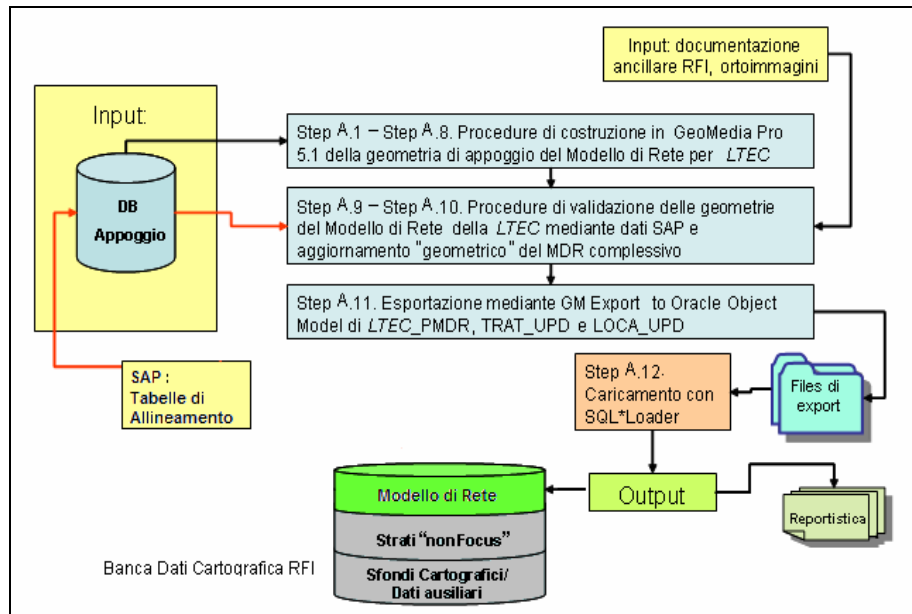 Input: documentazione
ancillare RFI, ortoimmagini
Input:
DB
Appoggio
Step A.1 – Step A.8. Procedure di costruzione in GeoMedia Pro
5.1 della geometria di appoggio del Modello di Rete per LTEC
Step A.9 – Step A.10. Procedure di validazione delle geometrie
del Modello di Rete della LTEC mediante dati SAP e
aggiornamento "geometrico" del MDR complessivo
Step A.11. Esportazione mediante GM Export to Oracle Object
Model di LTEC_PMDR, TRAT_UPD e LOCA_UPD
SAP :
Tabelle di
Allineamento
Step A.12.
Caricamento con
SQL*Loader
Files di
export
Modello di Rete
Output
Reportistica
Strati "nonFocus"
Banca Dati Cartografica RFI
Sfondi Cartografici/
Dati ausiliari